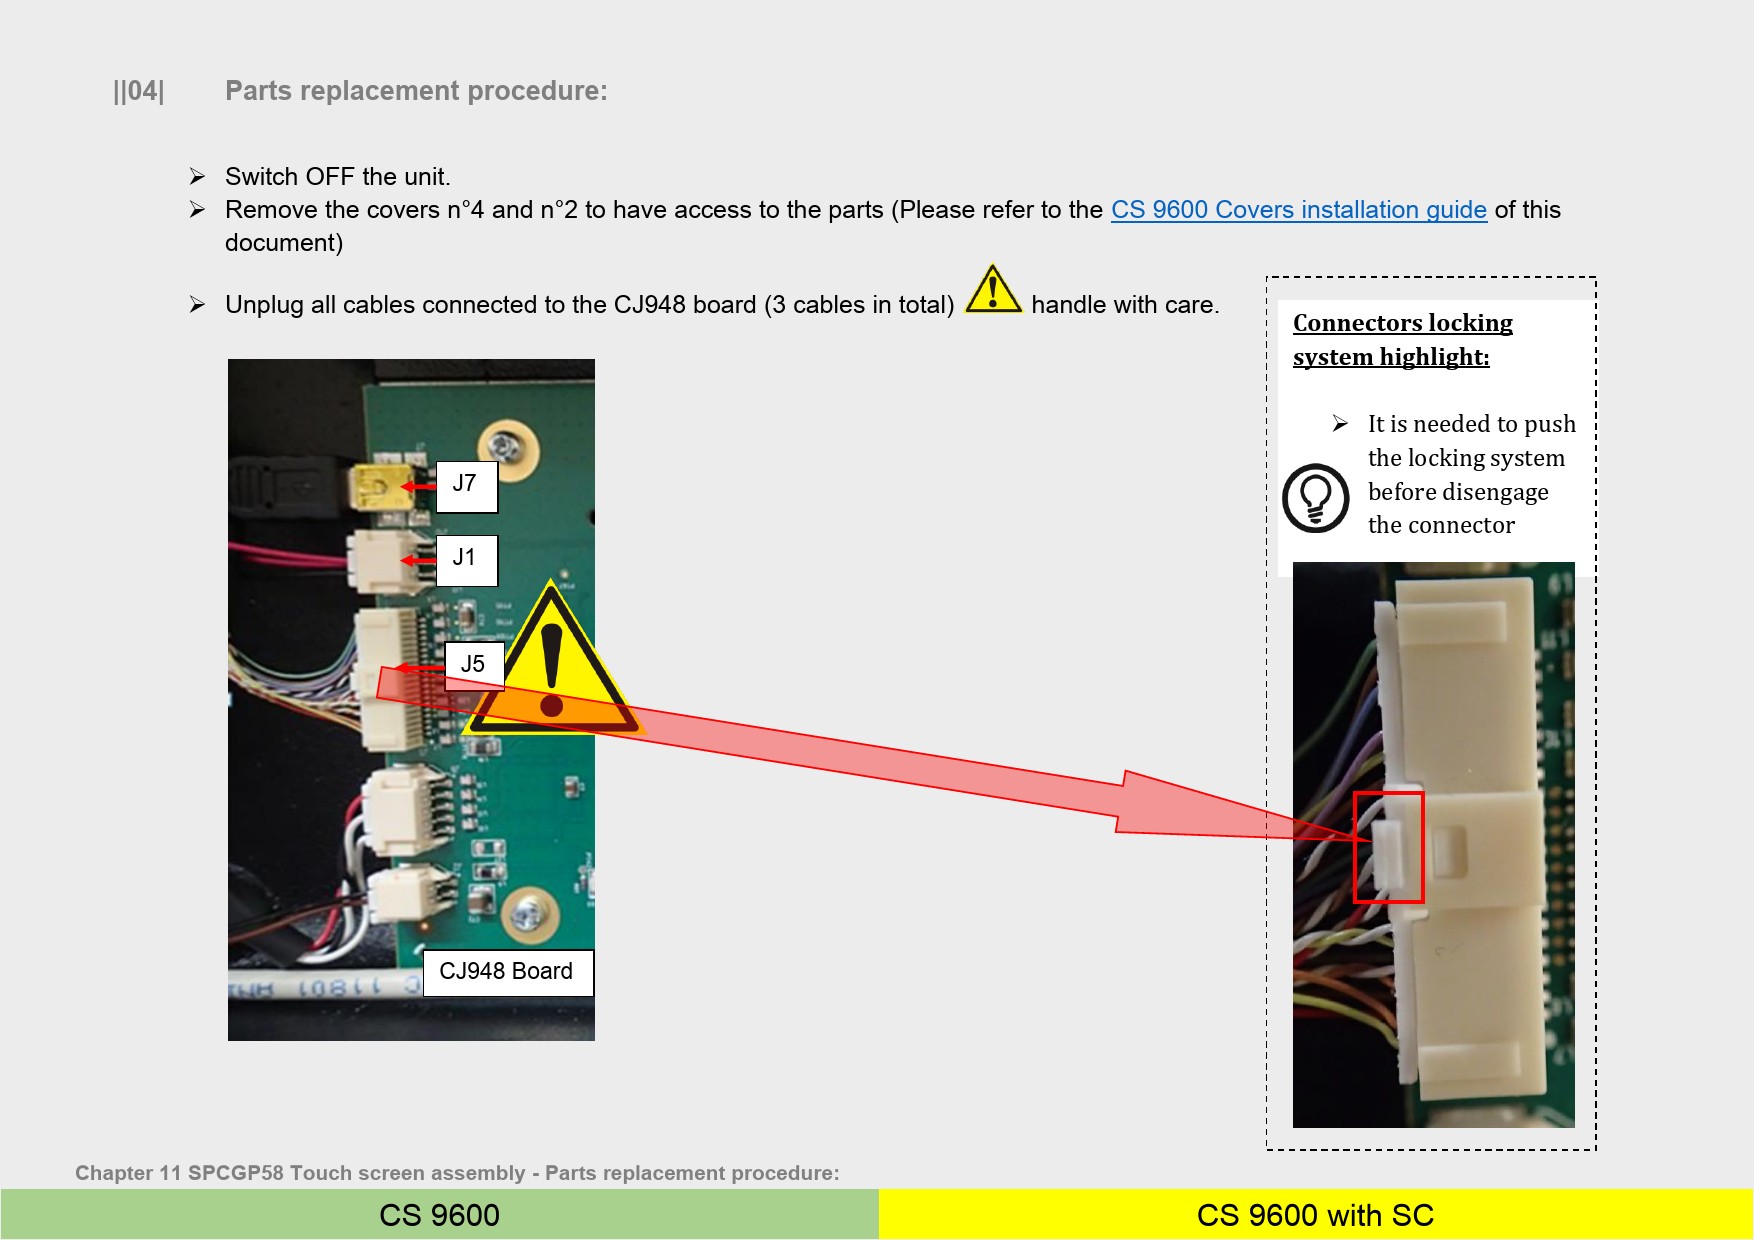 ||04| Parts replacement procedure:
➢ Switch OFF the unit.
➢ Remove the covers n°4 and n°2 to have access to the parts (Please refer to the CS 9600 Covers installation guide of this
document)
➢ Unplug all cables connected to the CJ948 board (3 cables in total) handle with care.
Connectors locking
system highlight:
➢ It is needed to push
the locking system
before disengage
the connector
J7
J1
J5
CJ948 Board
Chapter 11 SPCGP58 Touch screen assembly - Parts replacement procedure:
CS 9600
CS 9600 with SC